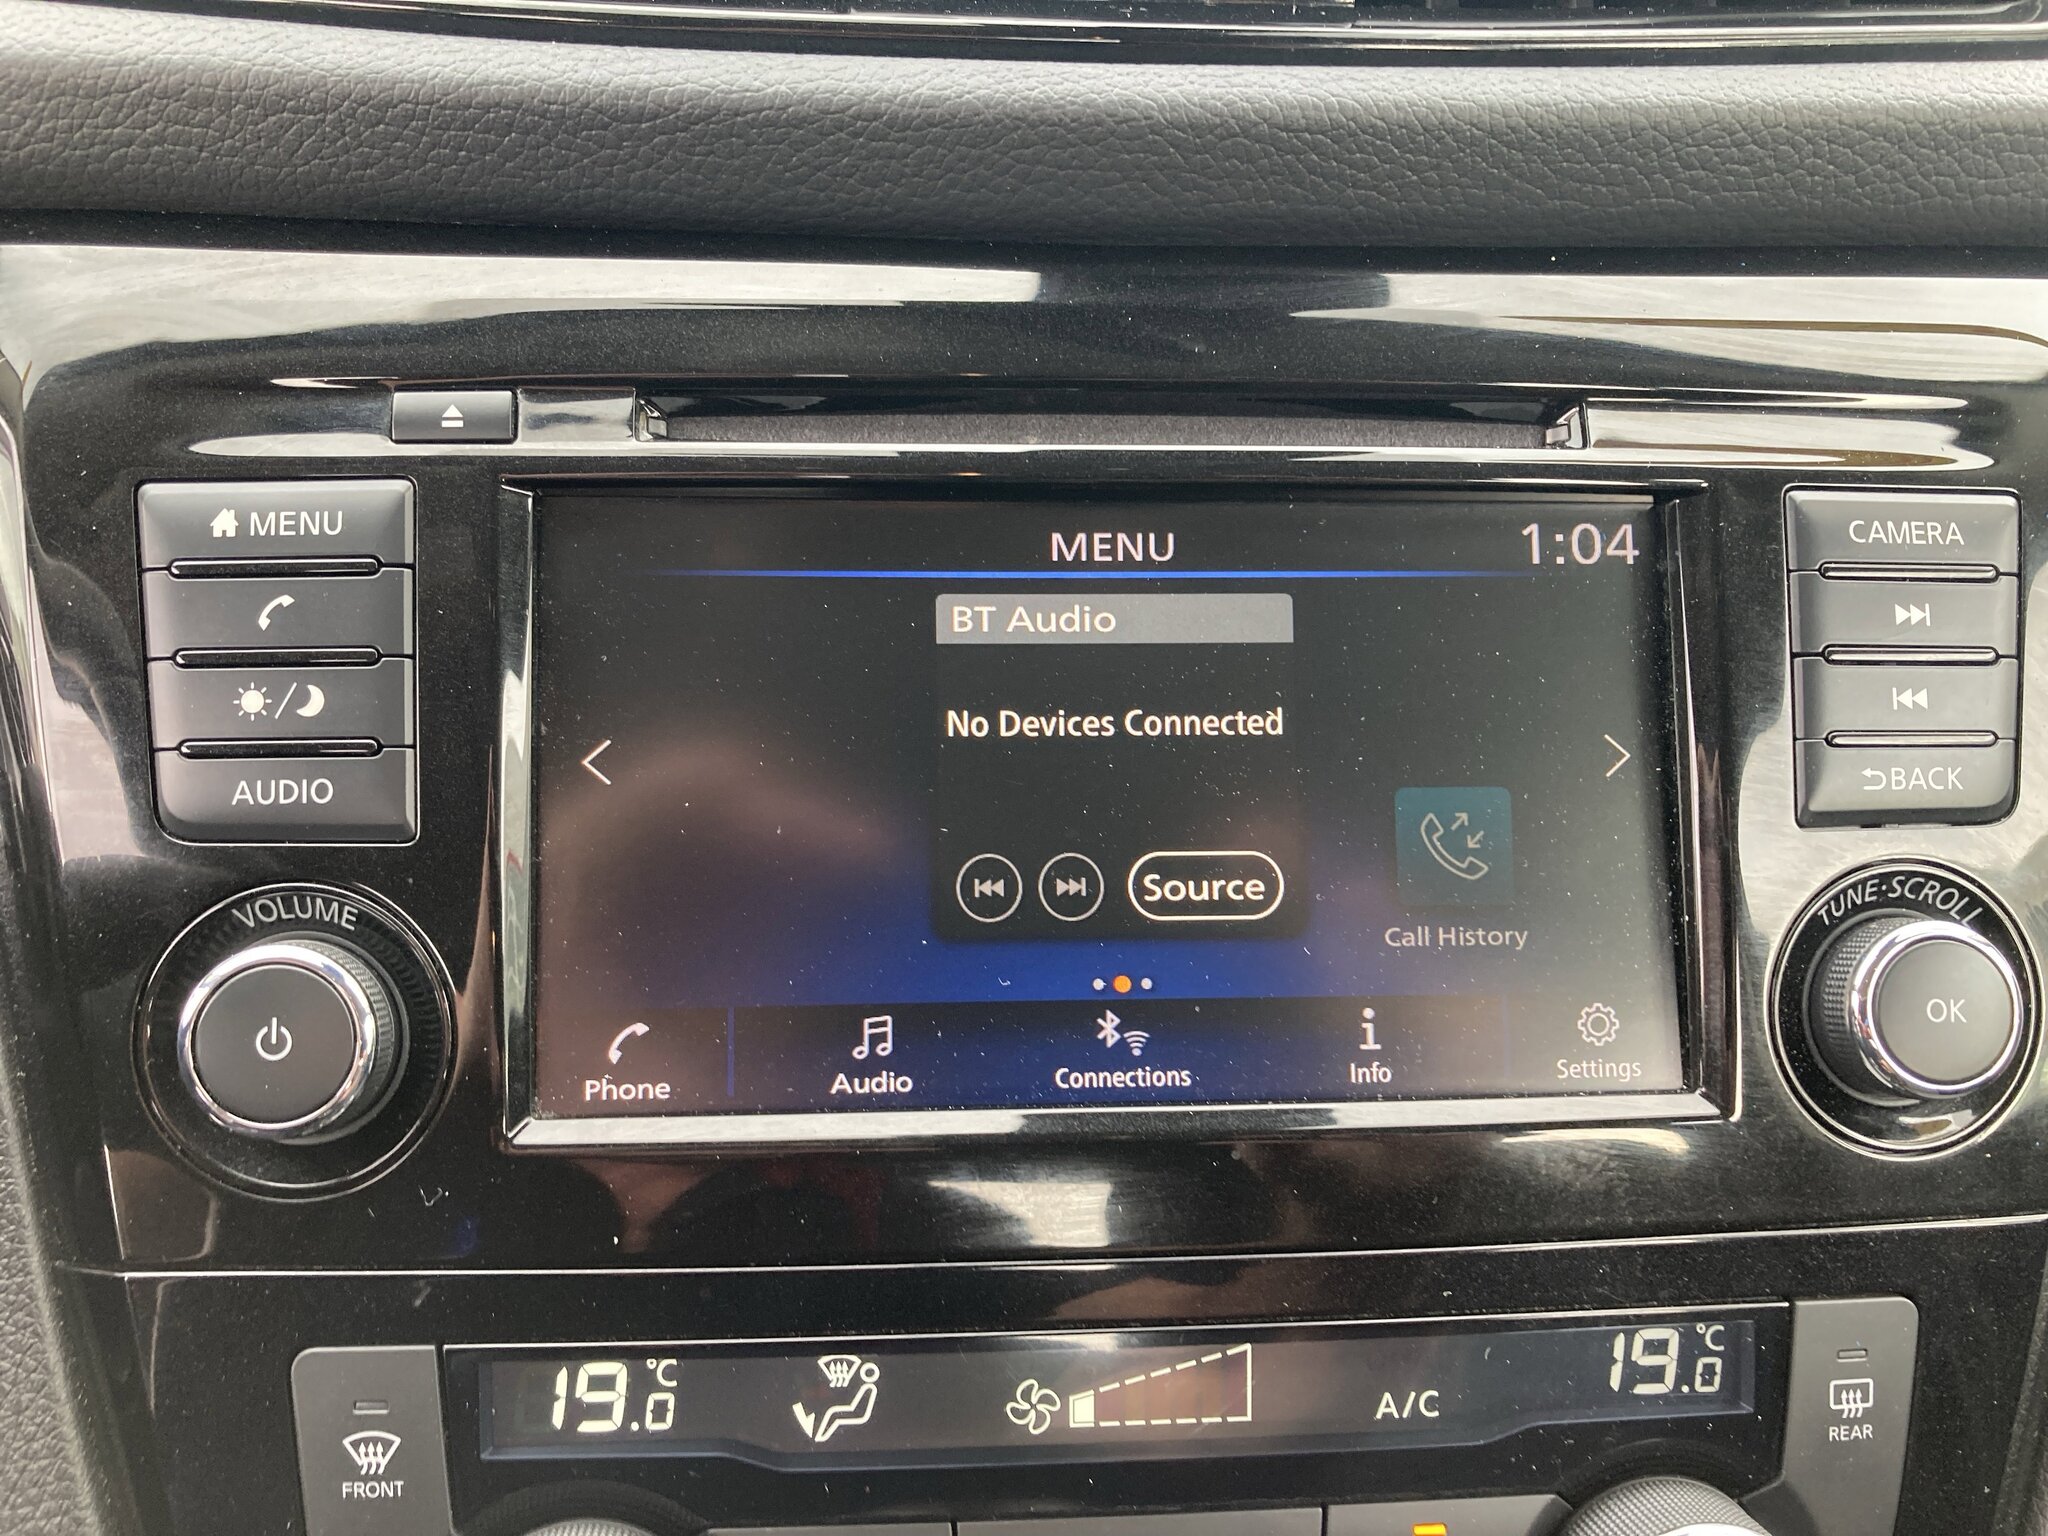 MENU
AUDIO
VOLUME
MENU
1:04
BT Audio
No Devices Connected
Source
Call History
Phone
Audio
Connections
Info
Settings
CAMERA
BACK
TUNE·SCROLL
OK
FRONT
19.0 °C
A/C
19.0 °C
REAR